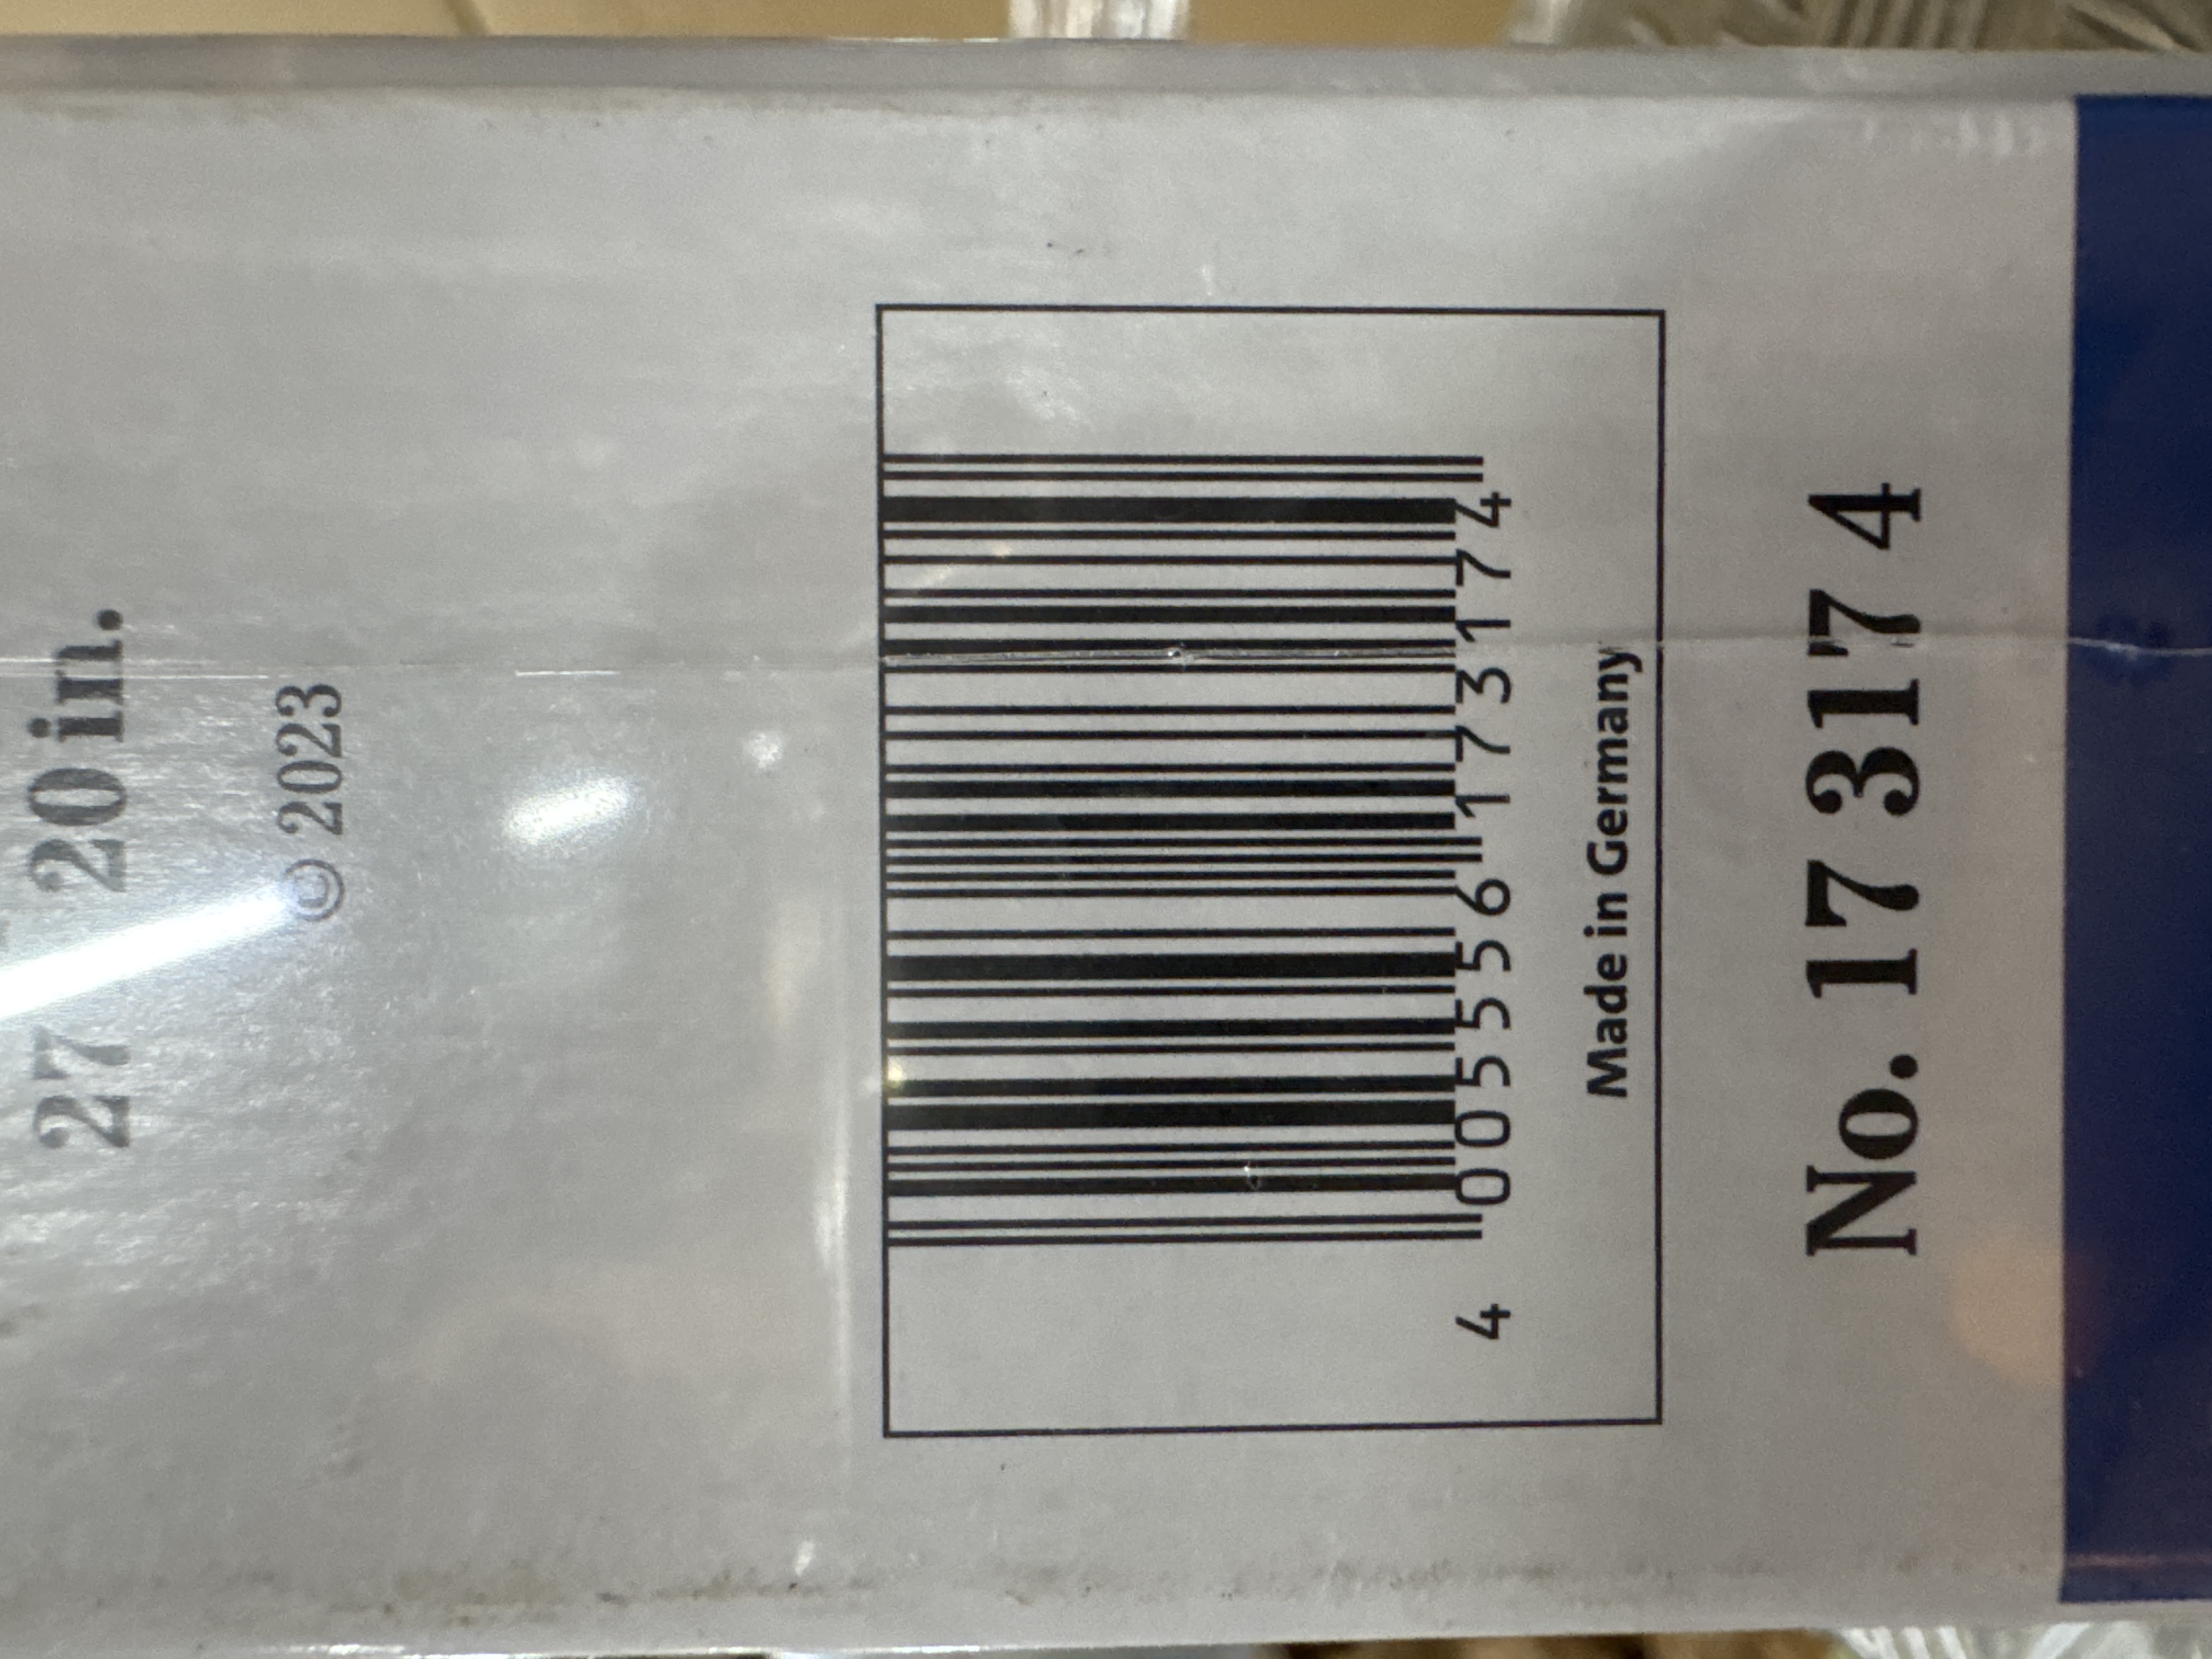 27 20 in.
© 2023
4 005556 173174
Made in Germany
No. 17 317 4